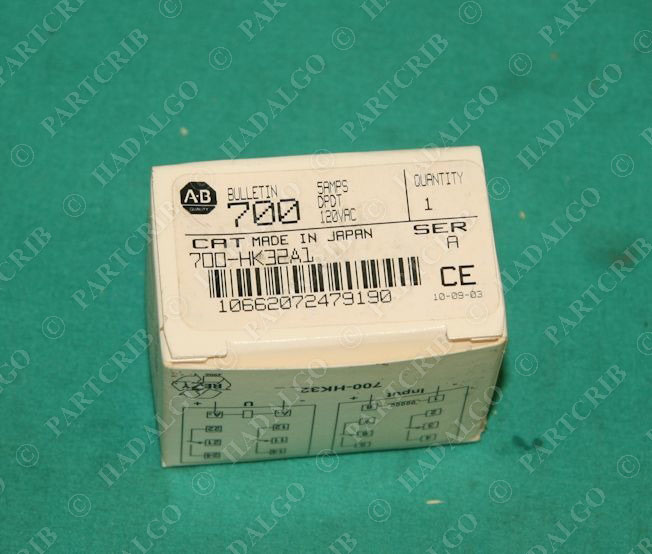 A-B
QUALITY
BULLETIN
700
5AMPS
DPDT
120VAC
QUANTITY
1
CAT MADE IN JAPAN
SER
A
700-HK32A1
10662072479190
CE
10-09-03
700-HK32
Input
PARTCRIB
HADALGO